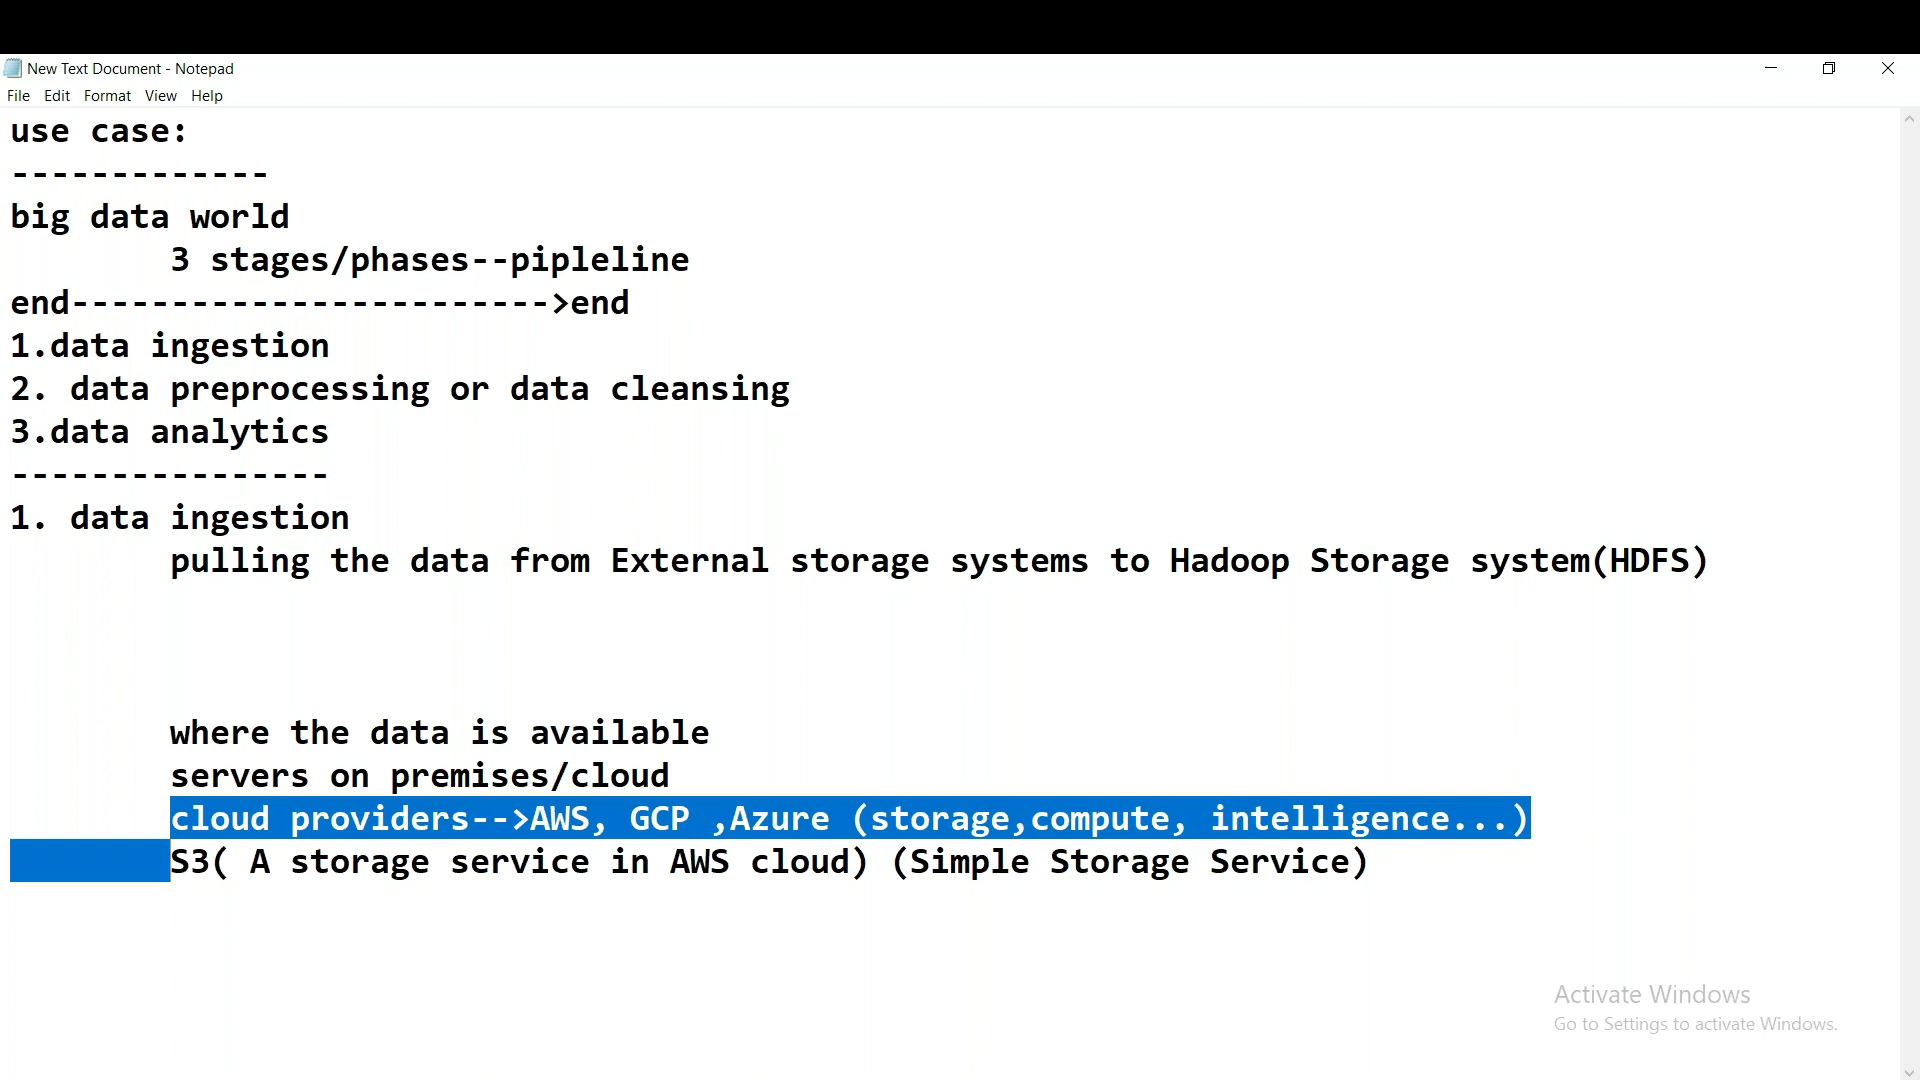 New Text Document - Notepad
File Edit Format View Help
use case:
-------------
big data world
3 stages/phases--pipleline
end------------------------>end
1.data ingestion
2. data preprocessing or data cleansing
3.data analytics
----------------
1. data ingestion
pulling the data from External storage systems to Hadoop Storage system(HDFS)
where the data is available
servers on premises/cloud
cloud providers-->AWS, GCP ,Azure (storage,compute, intelligence...)
S3( A storage service in AWS cloud) (Simple Storage Service)
Activate Windows
Go to Settings to activate Windows.